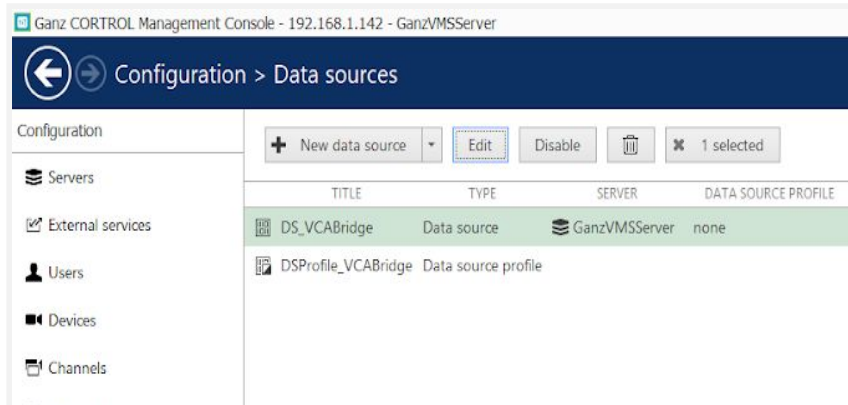 Ganz CORTROL Management Console - 192.168.1.142 - GanzVMSServer
Configuration > Data sources
Configuration
New data source
Edit
Disable
1 selected
TITLE TYPE SERVER DATA SOURCE PROFILE
Servers
DS_VCABridge Data source GanzVMSServer none
External services
DSProfile_VCABridge Data source profile
Users
Devices
Channels